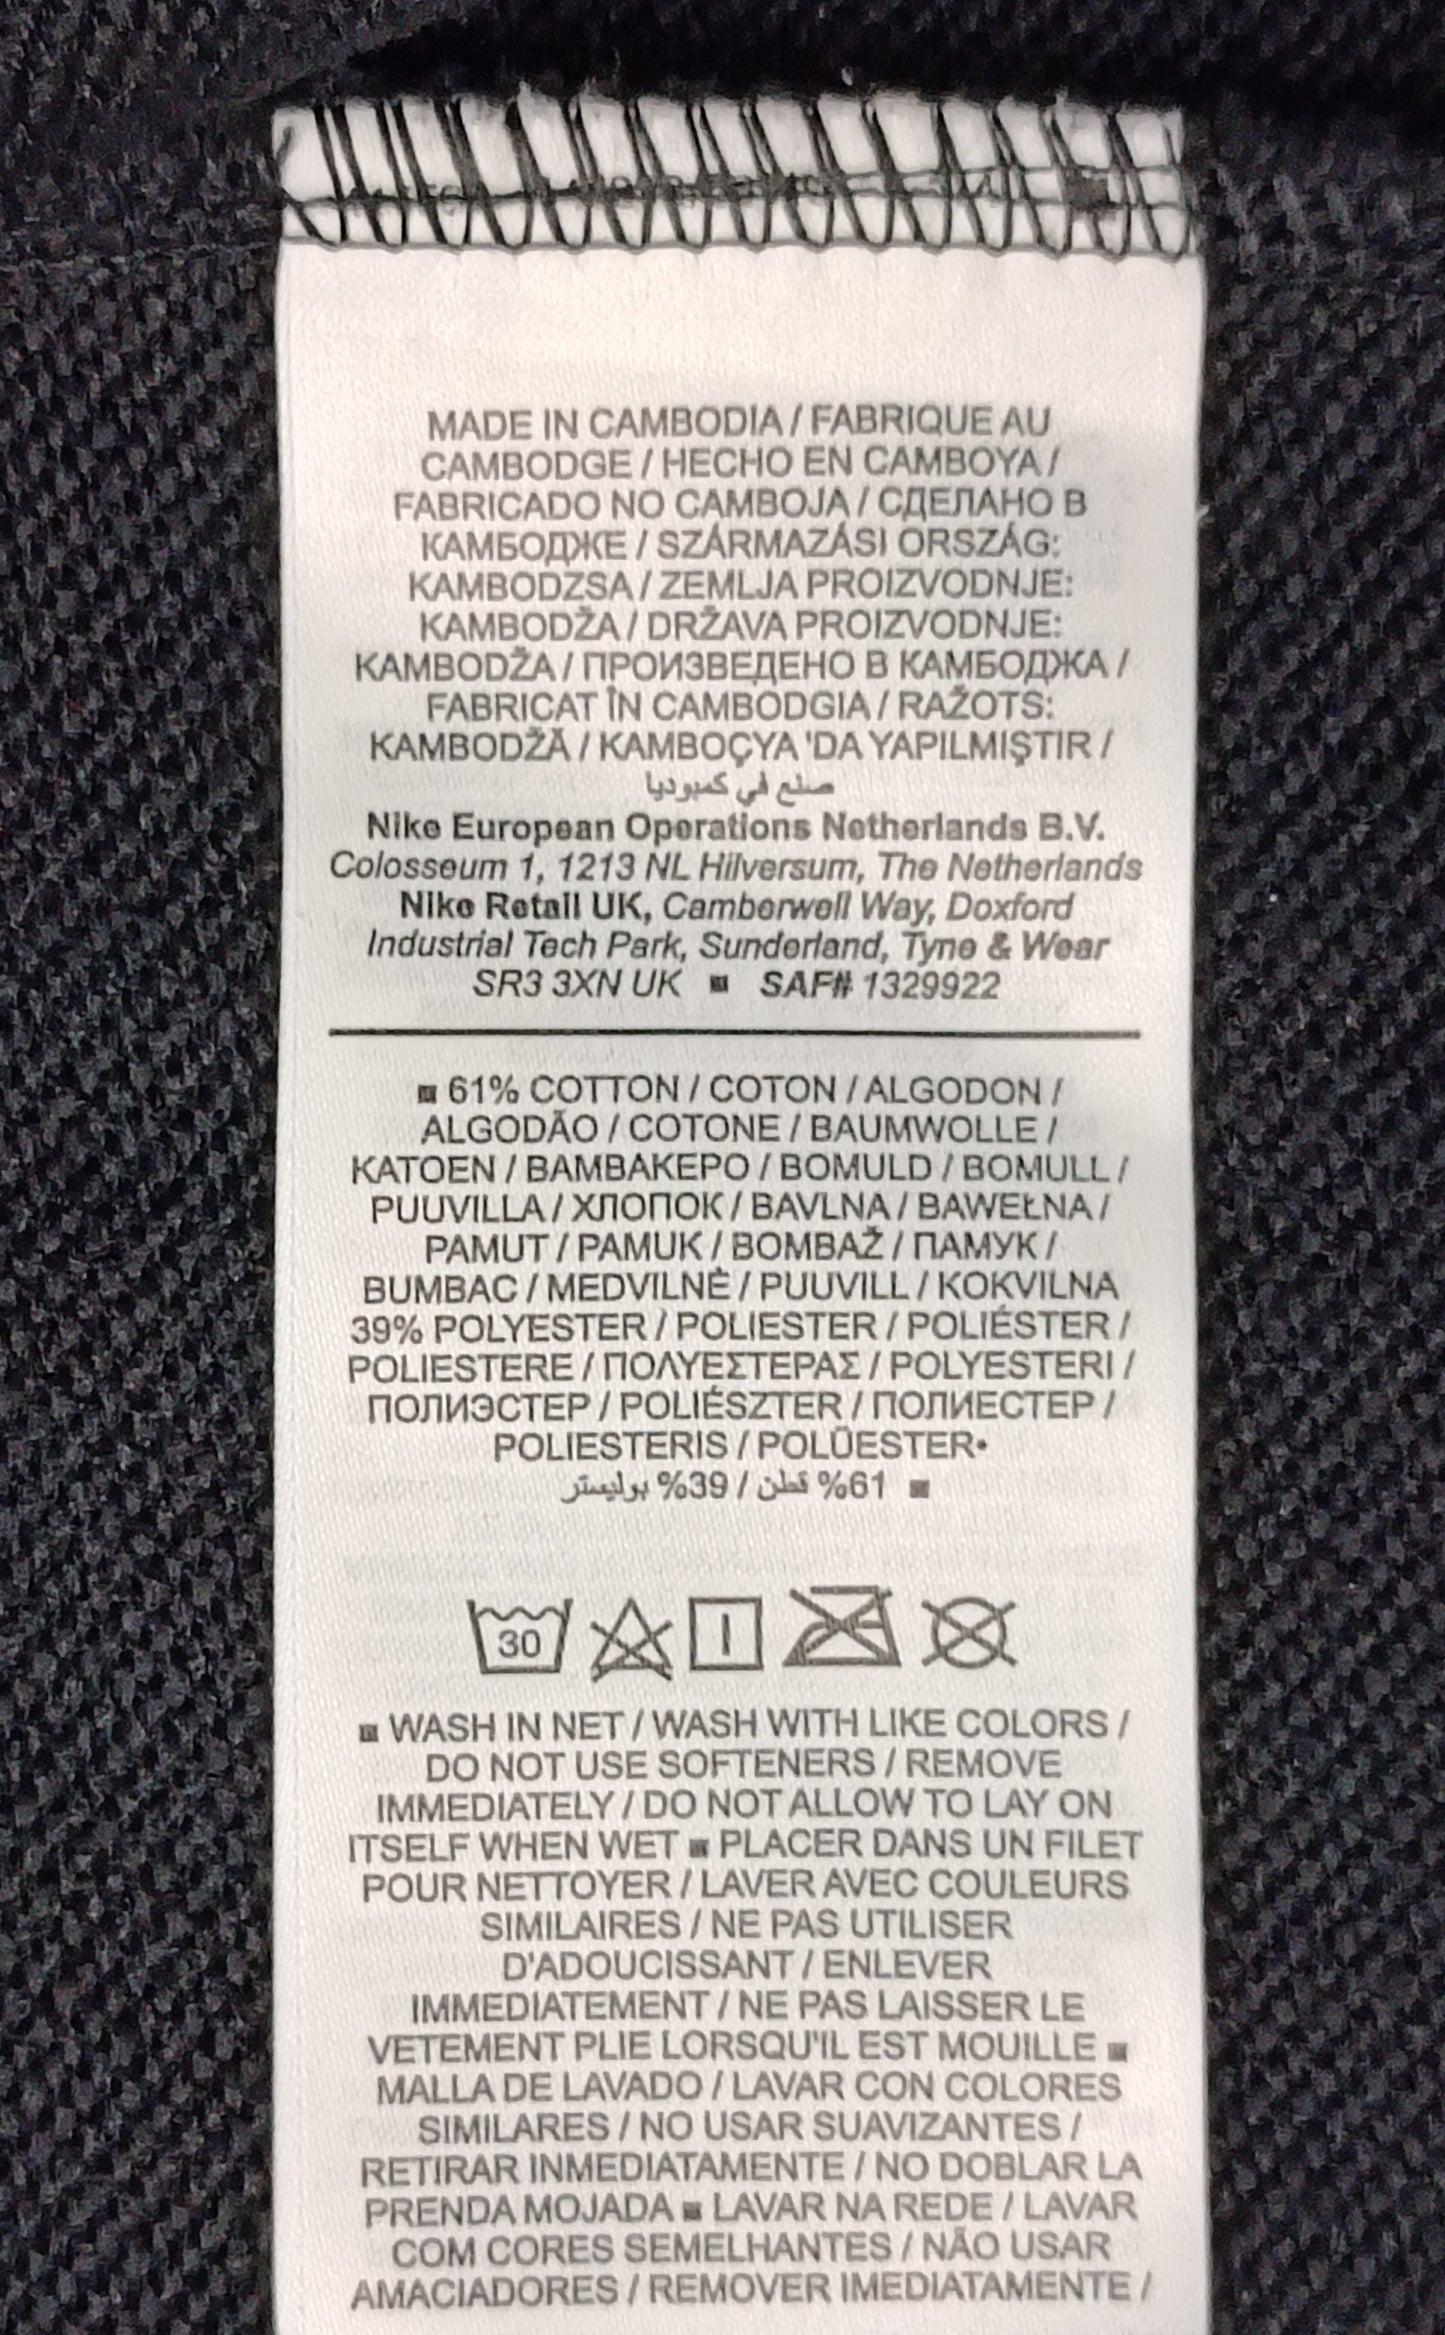 MADE IN CAMBODIA / FABRIQUE AU
CAMBODGE / HECHO EN CAMBOYA /
FABRICADO NO CAMBOJA / СДЕЛАНО В
КАМБОДЖЕ / SZÁRMAZÁSI ORSZÁG:
KAMBODZSA / ZEMLJA PROIZVODNJE:
KAMBODŽA / DRŽAVA PROIZVODNJE:
KAMBODŽA / ПРОИЗВЕДЕНО В КАМБОДЖА /
FABRICAT ÎN CAMBODGIA / RAŽOTS:
KAMBODŽĀ / KAMBOÇYA 'DA YAPILMIŞTIR /
صنع في كمبوديا
Nike European Operations Netherlands B.V.
Colosseum 1, 1213 NL Hilversum, The Netherlands
Nike Retail UK, Camberwell Way, Doxford
Industrial Tech Park, Sunderland, Tyne & Wear
SR3 3XN UK ■ SAF# 1329922
■ 61% COTTON / COTON / ALGODON /
ALGODÃO / COTONE / BAUMWOLLE /
KATOEN / ΒΑΜΒΑΚΕΡΟ / BOMULD / BOMULL /
PUUVILLA / ХЛОПОК / BAVLNA / BAWEŁNA /
PAMUT / PAMUK / BOMBAŽ / ПАМУК /
BUMBAC / MEDVILNĖ / PUUVILL / KOKVILNA
39% POLYESTER / POLIESTER / POLIÉSTER /
POLIESTERE / ΠΟΛΥΕΣΤΕΡΑΣ / POLYESTERI /
ПОЛИЭСТЕР / POLIÉSZTER / ПОЛИЕСТЕР /
POLIESTERIS / POLÜESTER•
■ 61% قطن / 39% بوليستر
30
■ WASH IN NET / WASH WITH LIKE COLORS /
DO NOT USE SOFTENERS / REMOVE
IMMEDIATELY / DO NOT ALLOW TO LAY ON
ITSELF WHEN WET ■ PLACER DANS UN FILET
POUR NETTOYER / LAVER AVEC COULEURS
SIMILAIRES / NE PAS UTILISER
D'ADOUCISSANT / ENLEVER
IMMEDIATEMENT / NE PAS LAISSER LE
VETEMENT PLIE LORSQU'IL EST MOUILLE ■
MALLA DE LAVADO / LAVAR CON COLORES
SIMILARES / NO USAR SUAVIZANTES /
RETIRAR INMEDIATAMENTE / NO DOBLAR LA
PRENDA MOJADA ■ LAVAR NA REDE / LAVAR
COM CORES SEMELHANTES / NÃO USAR
AMACIADORES / REMOVER IMEDIATAMENTE /